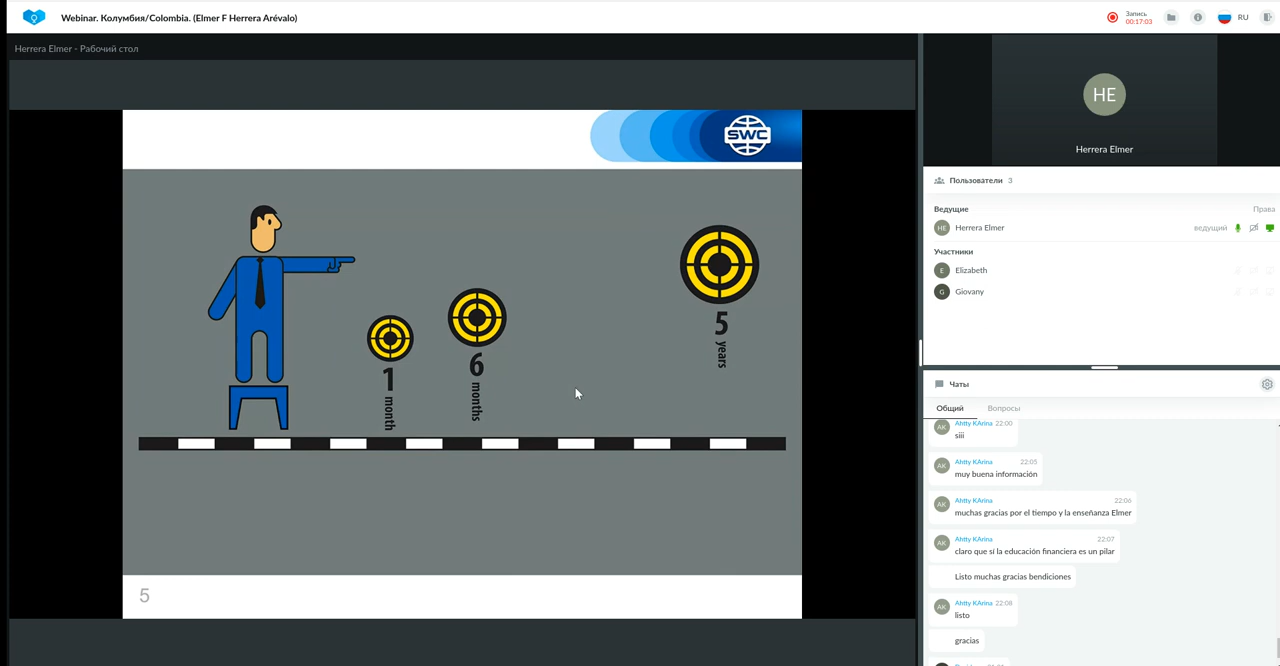 Webinar. Колумбия/Colombia. (Elmer F Herrera Arévalo)
Запись
00:17:03
RU
Herrera Elmer - Рабочий стол
SWC
1
month
6
months
5
years
5
HE
Herrera Elmer
Пользователи 3
Ведущие Права
HE Herrera Elmer ведущий
Участники
E Elizabeth
G Giovany
Чаты
Общий Вопросы
AK Ahtty KArina 22:00
siii
AK Ahtty KArina 22:05
muy buena información
AK Ahtty KArina 22:06
muchas gracias por el tiempo y la enseñanza Elmer
AK Ahtty KArina 22:07
claro que sí la educación financiera es un pilar
Listo muchas gracias bendiciones
AK Ahtty KArina 22:08
listo
gracias